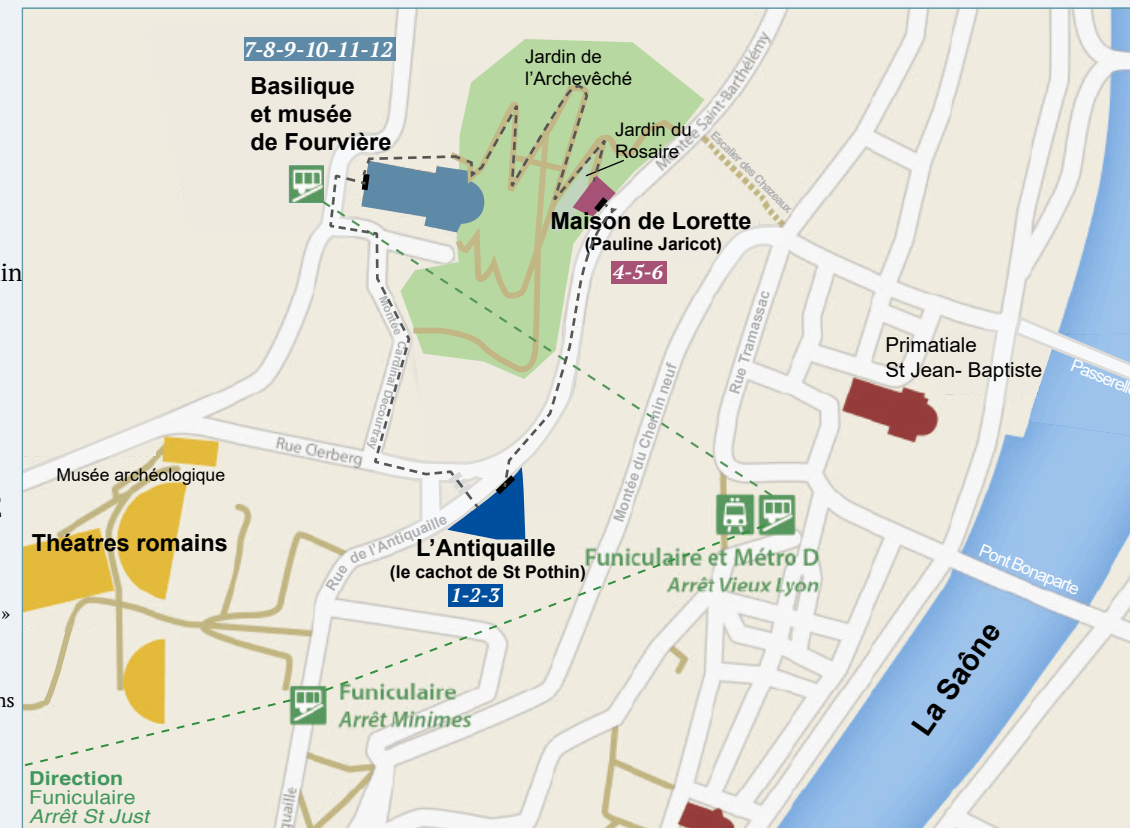 7-8-9-10-11-12
Basilique
et musée
de Fourvière
Jardin de
l'Archevêché
Jardin du
Rosaire
Montée Saint-Barthélémy
Escalier des Chazeaux
Maison de Lorette
(Pauline Jaricot)
4-5-6
in
Montée Cardinal Decourtray
Rue Tramassac
Primatiale
St Jean- Baptiste
Montée du Chemin neuf
Rue Clerberg
Musée archéologique
Théatres romains
Rue de l'Antiquaille
L'Antiquaille
(le cachot de St Pothin)
1-2-3
Funiculaire et Métro D
Arrêt Vieux Lyon
Pont Bonaparte
»
La Saône
ns
Funiculaire
Arrêt Minimes
Direction
Funiculaire
Arrêt St Just